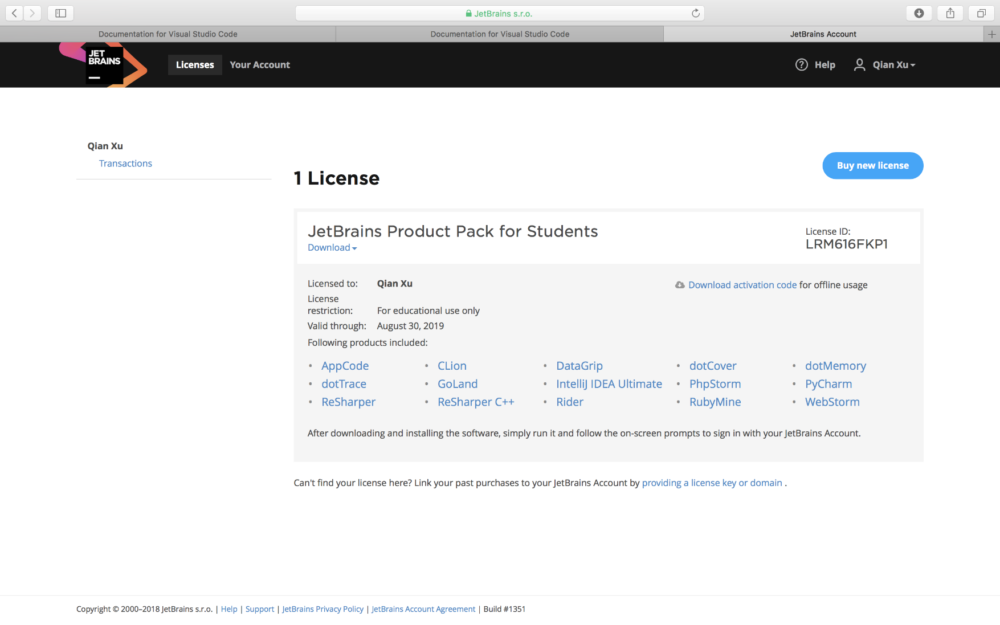 JetBrains s.r.o.
Documentation for Visual Studio Code
Documentation for Visual Studio Code
JetBrains Account
JET
BRAINS
Licenses
Your Account
Help
Qian Xu
Qian Xu
Transactions
1 License
Buy new license
JetBrains Product Pack for Students
Download
License ID:
LRM616FKP1
Licensed to: Qian Xu
Download activation code for offline usage
License
restriction: For educational use only
Valid through: August 30, 2019
Following products included:
• AppCode • CLion • DataGrip • dotCover • dotMemory
• dotTrace • GoLand • IntelliJ IDEA Ultimate • PhpStorm • PyCharm
• ReSharper • ReSharper C++ • Rider • RubyMine • WebStorm
After downloading and installing the software, simply run it and follow the on-screen prompts to sign in with your JetBrains Account.
Can't find your license here? Link your past purchases to your JetBrains Account by providing a license key or domain .
Copyright © 2000–2018 JetBrains s.r.o. | Help | Support | JetBrains Privacy Policy | JetBrains Account Agreement | Build #1351